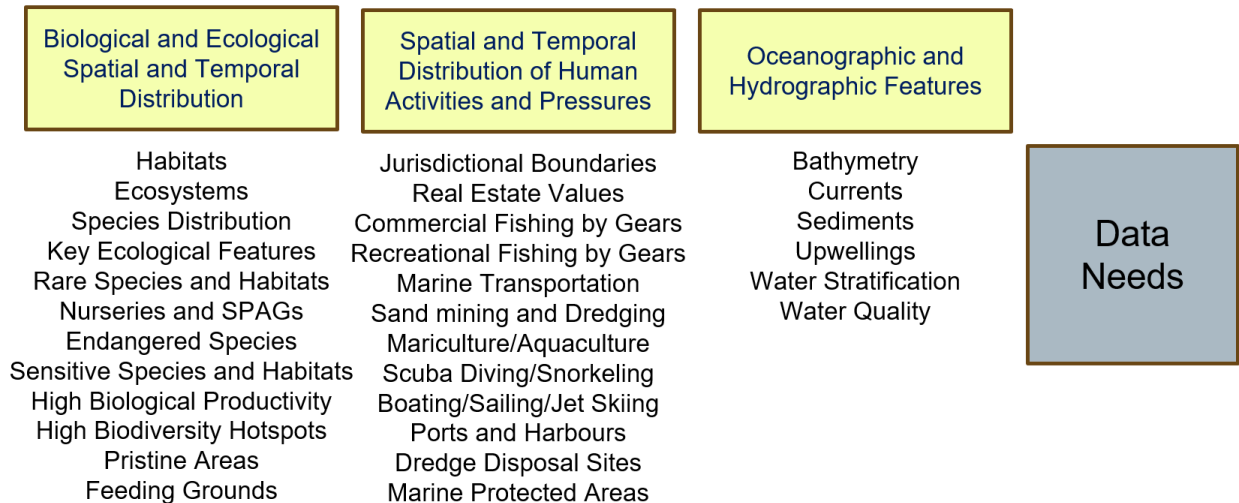 Biological and Ecological
Spatial and Temporal
Distribution
Habitats
Ecosystems
Species Distribution
Key Ecological Features
Rare Species and Habitats
Nurseries and SPAGs
Endangered Species
Sensitive Species and Habitats
High Biological Productivity
High Biodiversity Hotspots
Pristine Areas
Feeding Grounds
Spatial and Temporal
Distribution of Human
Activities and Pressures
Jurisdictional Boundaries
Real Estate Values
Commercial Fishing by Gears
Recreational Fishing by Gears
Marine Transportation
Sand mining and Dredging
Mariculture/Aquaculture
Scuba Diving/Snorkeling
Boating/Sailing/Jet Skiing
Ports and Harbours
Dredge Disposal Sites
Marine Protected Areas
Oceanographic and
Hydrographic Features
Bathymetry
Currents
Sediments
Upwellings
Water Stratification
Water Quality
Data
Needs